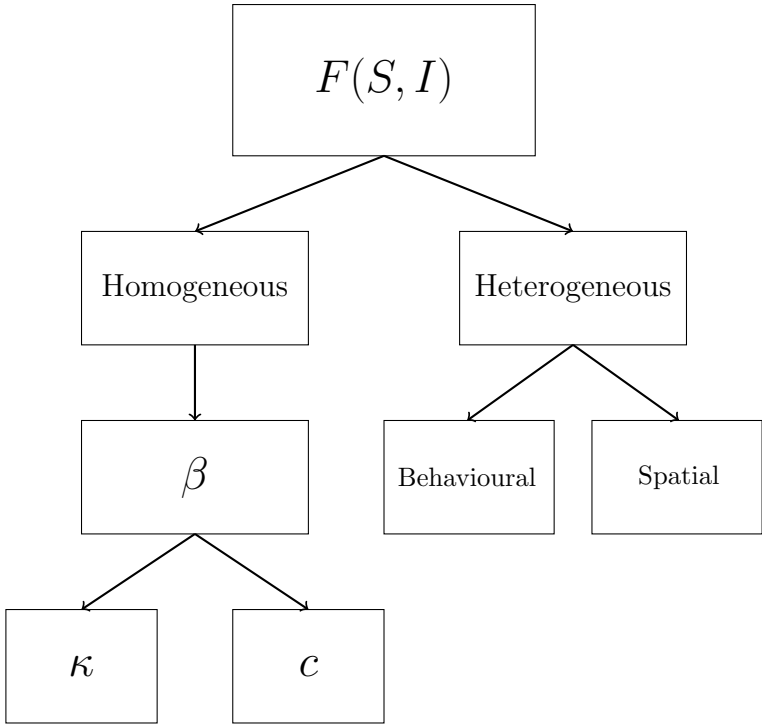 F(S, I)
Homogeneous
Heterogeneous
β
Behavioural
Spatial
κ
c